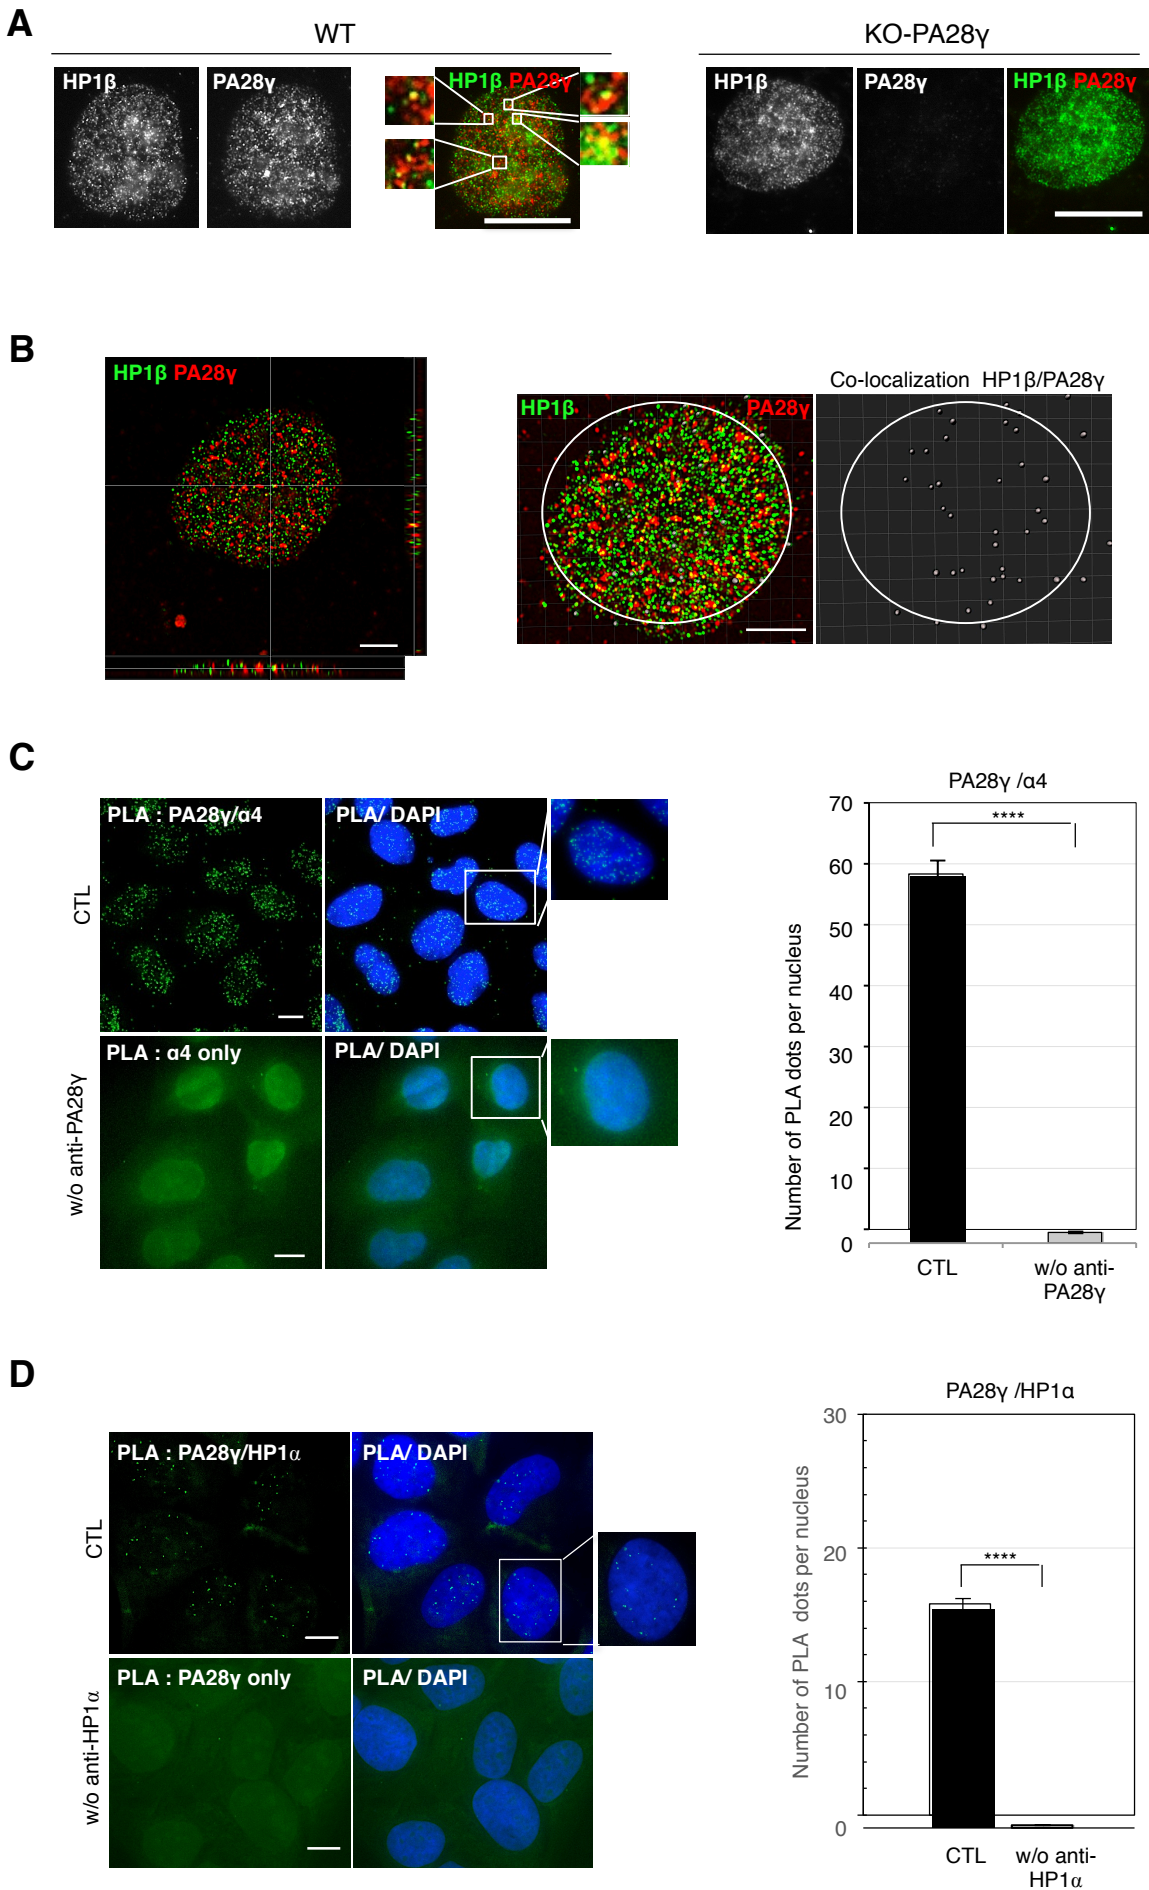 A
WT
KO-PA28γ
HP1β
PA28γ
HP1β PA28γ
HP1β
PA28γ
HP1β PA28γ
B
HP1β PA28γ
HP1β
PA28γ
Co-localization HP1β/PA28γ
C
CTL
PLA : PA28γ/α4
PLA/ DAPI
w/o anti-PA28γ
PLA : α4 only
PLA/ DAPI
PA28γ /α4
Number of PLA dots per nucleus
70
60
50
40
30
20
10
0
****
CTL
w/o anti-
PA28γ
D
CTL
PLA : PA28γ/HP1α
PLA/ DAPI
w/o anti-HP1α
PLA : PA28γ only
PLA/ DAPI
PA28γ /HP1α
Number of PLA dots per nucleus
30
20
10
0
****
CTL
w/o anti-
HP1α